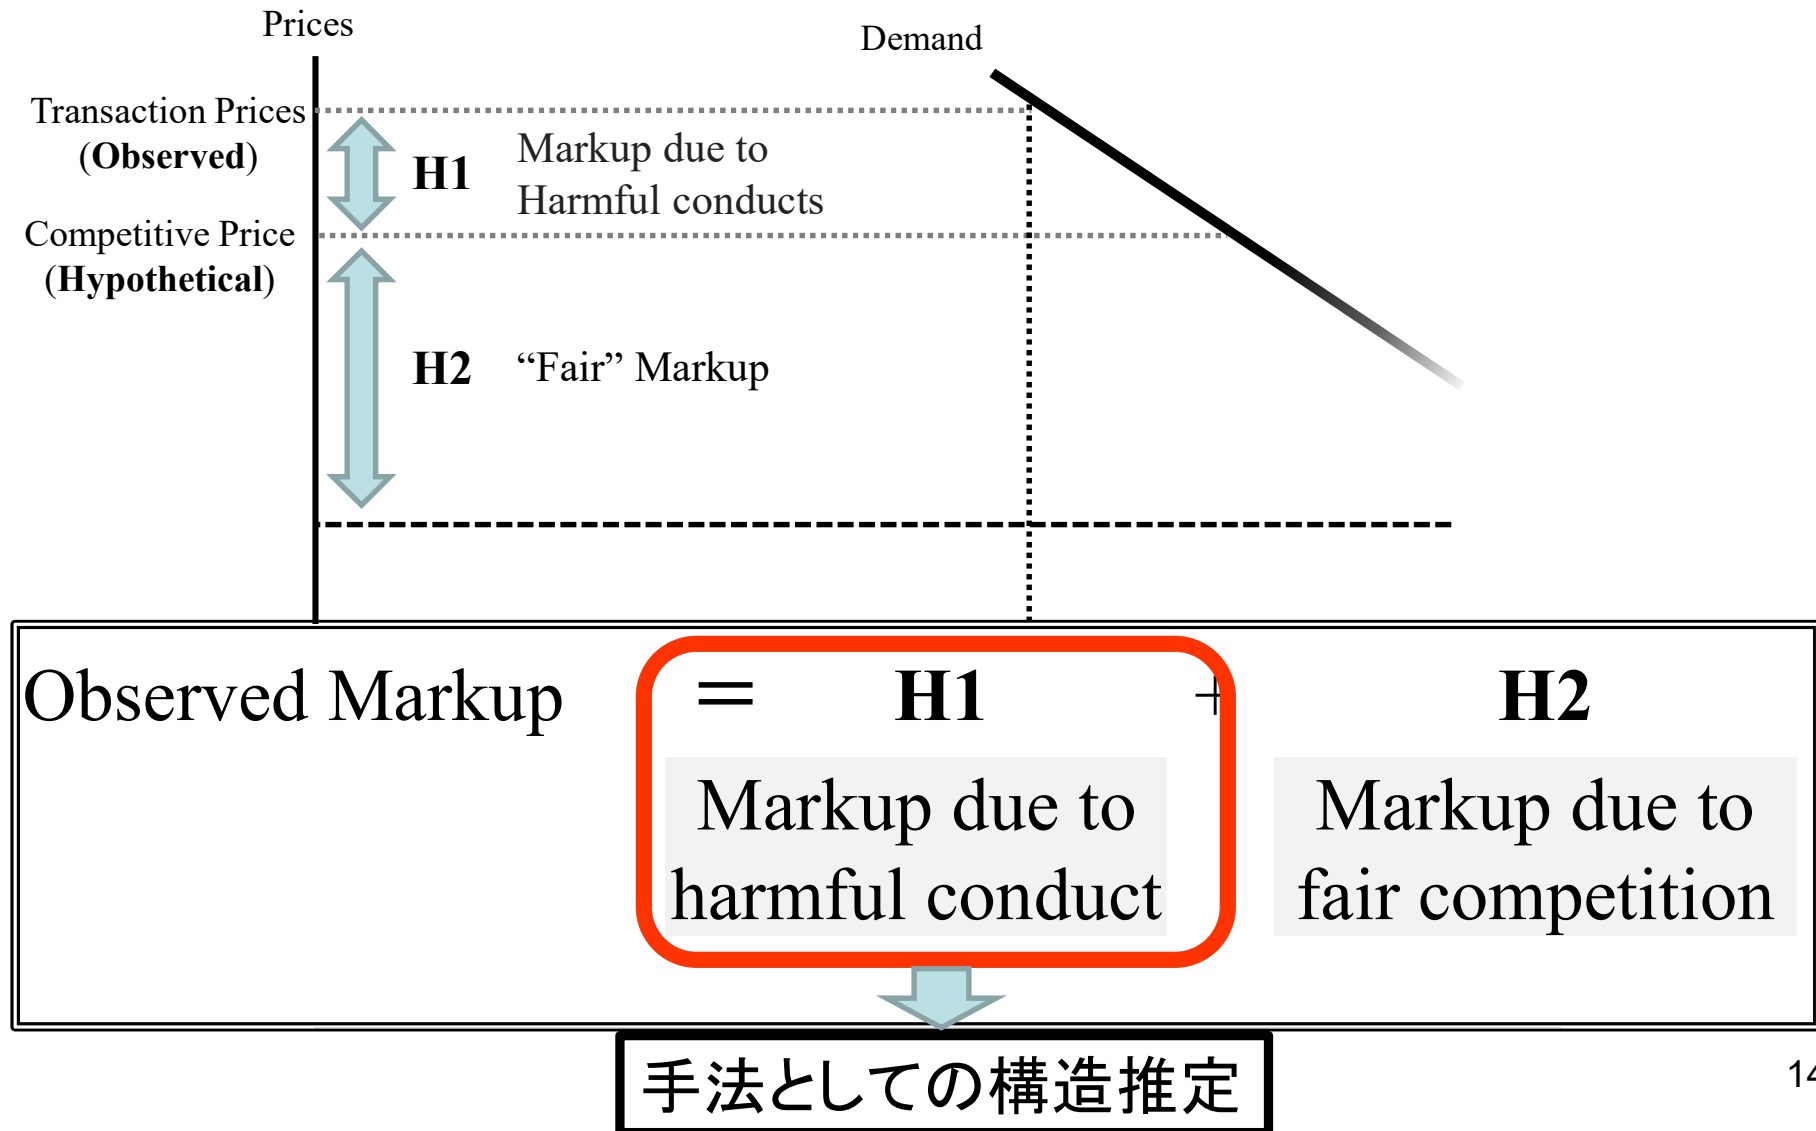 Prices
Demand
Transaction Prices
(Observed)
H1
Markup due to
Harmful conducts
Competitive Price
(Hypothetical)
H2
“Fair” Markup
Observed Markup = H1 + H2
Markup due to
harmful conduct
Markup due to
fair competition
手法としての構造推定
14